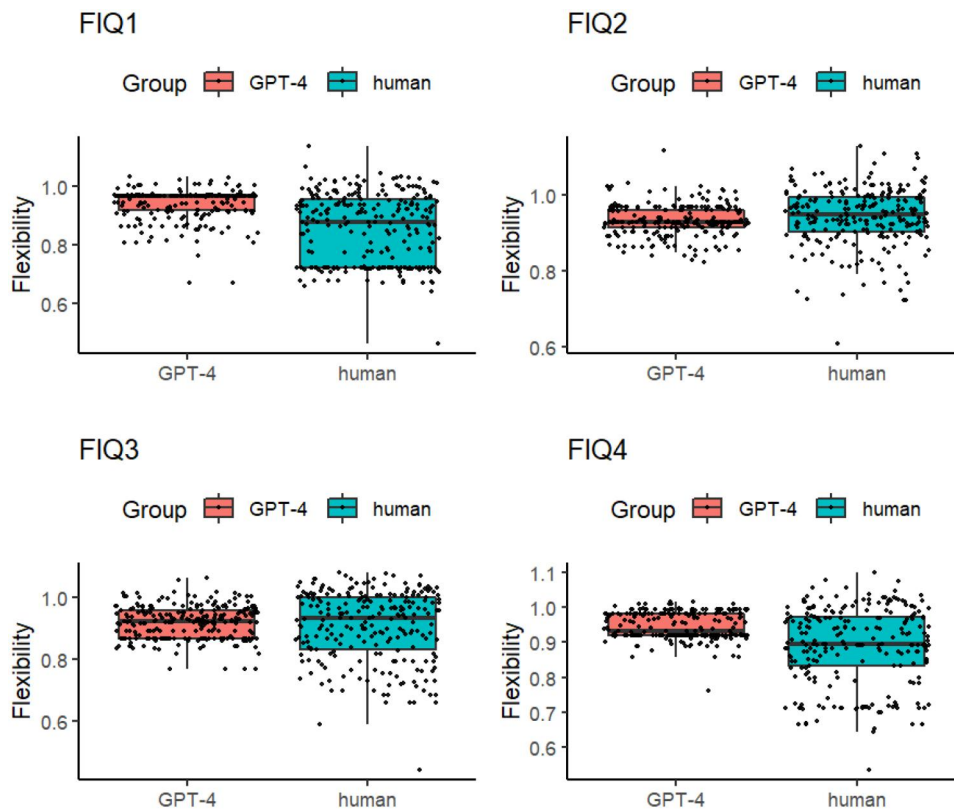 FIQ1
Group GPT-4 human
Flexibility
1.0
0.8
0.6
GPT-4 human
FIQ2
Group GPT-4 human
Flexibility
1.0
0.8
0.6
GPT-4 human
FIQ3
Group GPT-4 human
Flexibility
1.0
0.8
0.6
GPT-4 human
FIQ4
Group GPT-4 human
Flexibility
1.1
1.0
0.9
0.8
0.7
0.6
GPT-4 human